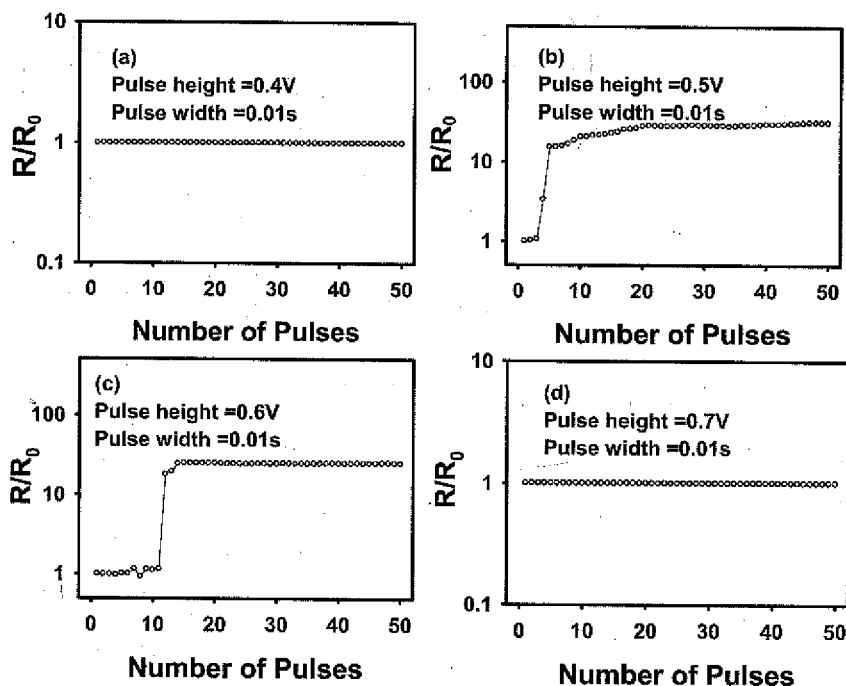 10
(a)
Pulse height =0.4V
Pulse width =0.01s
R/R0
1
0.1
0 10 20 30 40 50
Number of Pulses
(b)
Pulse height =0.5V
Pulse width =0.01s
100
R/R0
10
1
0 10 20 30 40 50
Number of Pulses
(c)
Pulse height =0.6V
Pulse width =0.01s
100
R/R0
10
1
0 10 20 30 40 50
Number of Pulses
10
(d)
Pulse height =0.7V
Pulse width =0.01s
R/R0
1
0.1
0 10 20 30 40 50
Number of Pulses